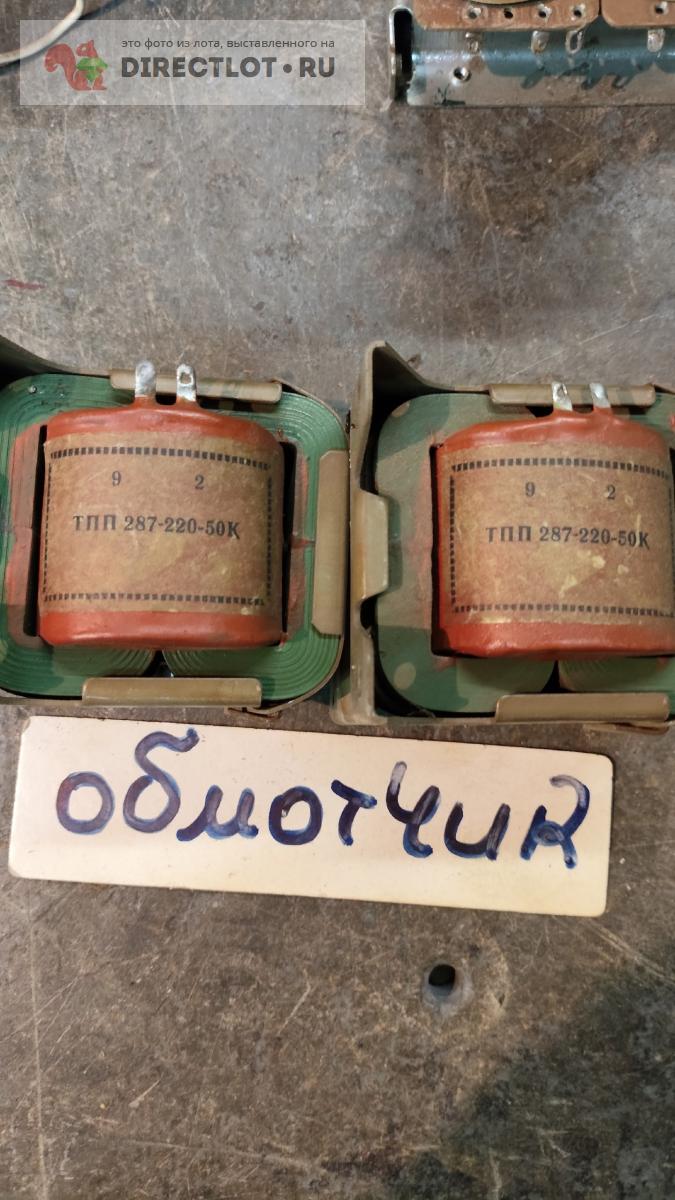 это фото из лота, выставленного на
DIRECTLOT•RU
9 2
ТПП 287-220-50К
9 2
ТПП 287-220-50К
обмотчик